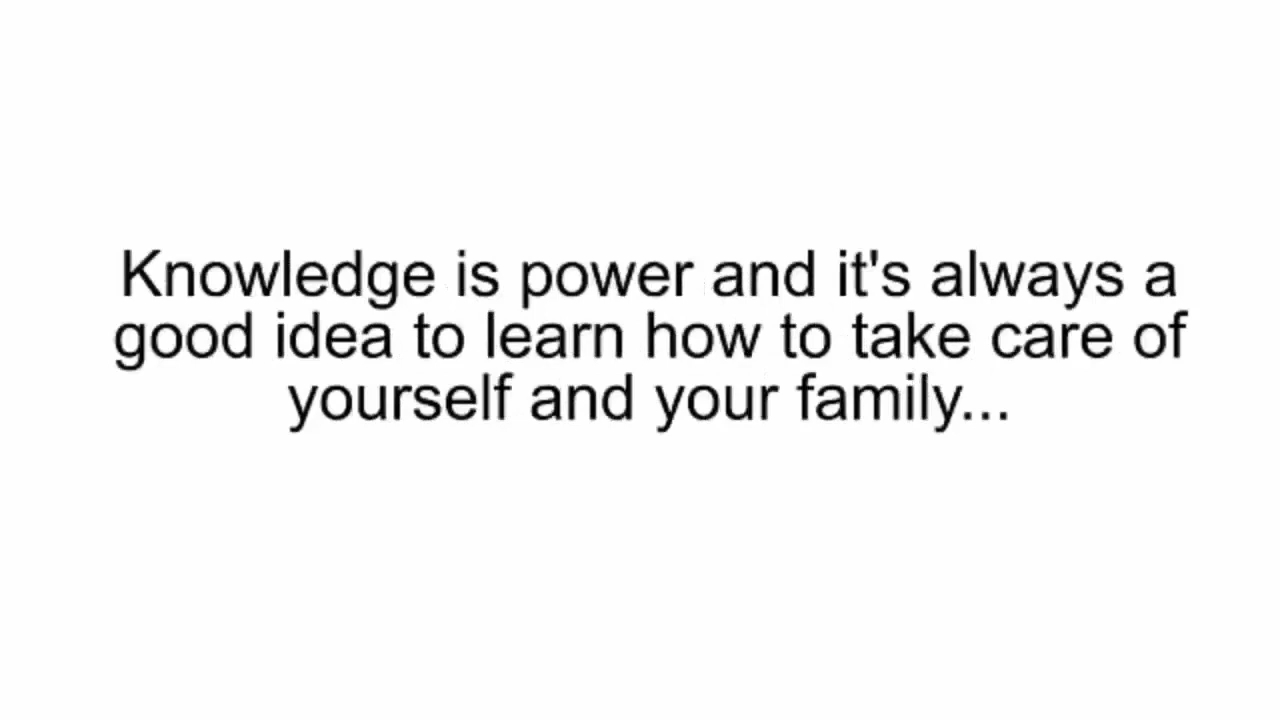 Knowledge is power and it's always a
good idea to learn how to take care of
yourself and your family...